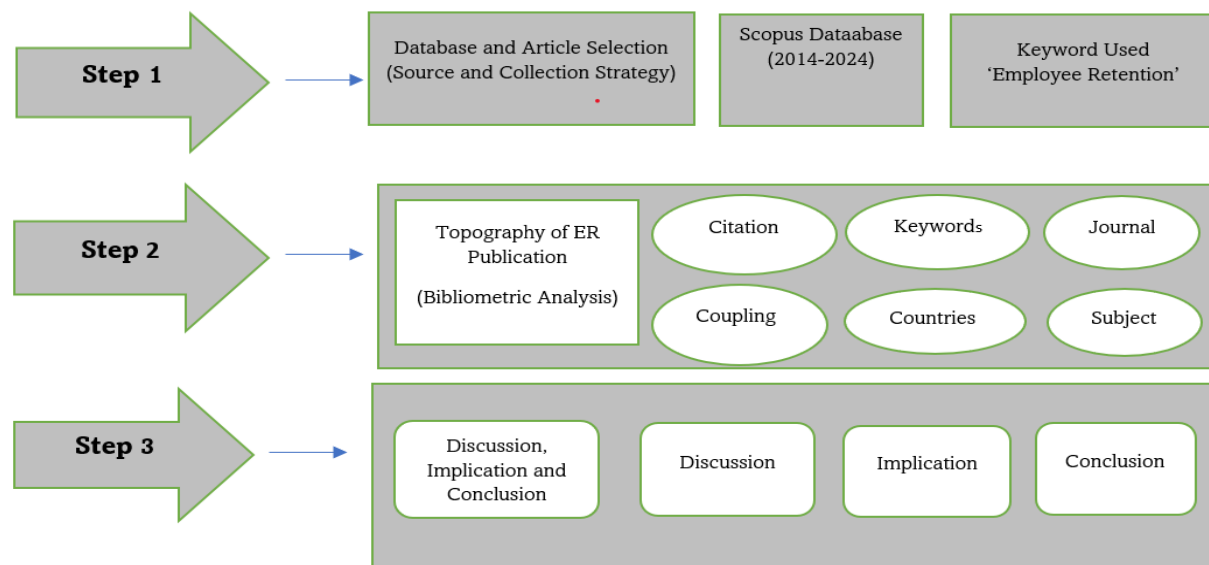 Step 1
Database and Article Selection
(Source and Collection Strategy)
Scopus Dataabase
(2014-2024)
Keyword Used
‘Employee Retention’
Step 2
Topography of ER
Publication
(Bibliometric Analysis)
Citation
Keywords
Journal
Coupling
Countries
Subject
Step 3
Discussion,
Implication and
Conclusion
Discussion
Implication
Conclusion